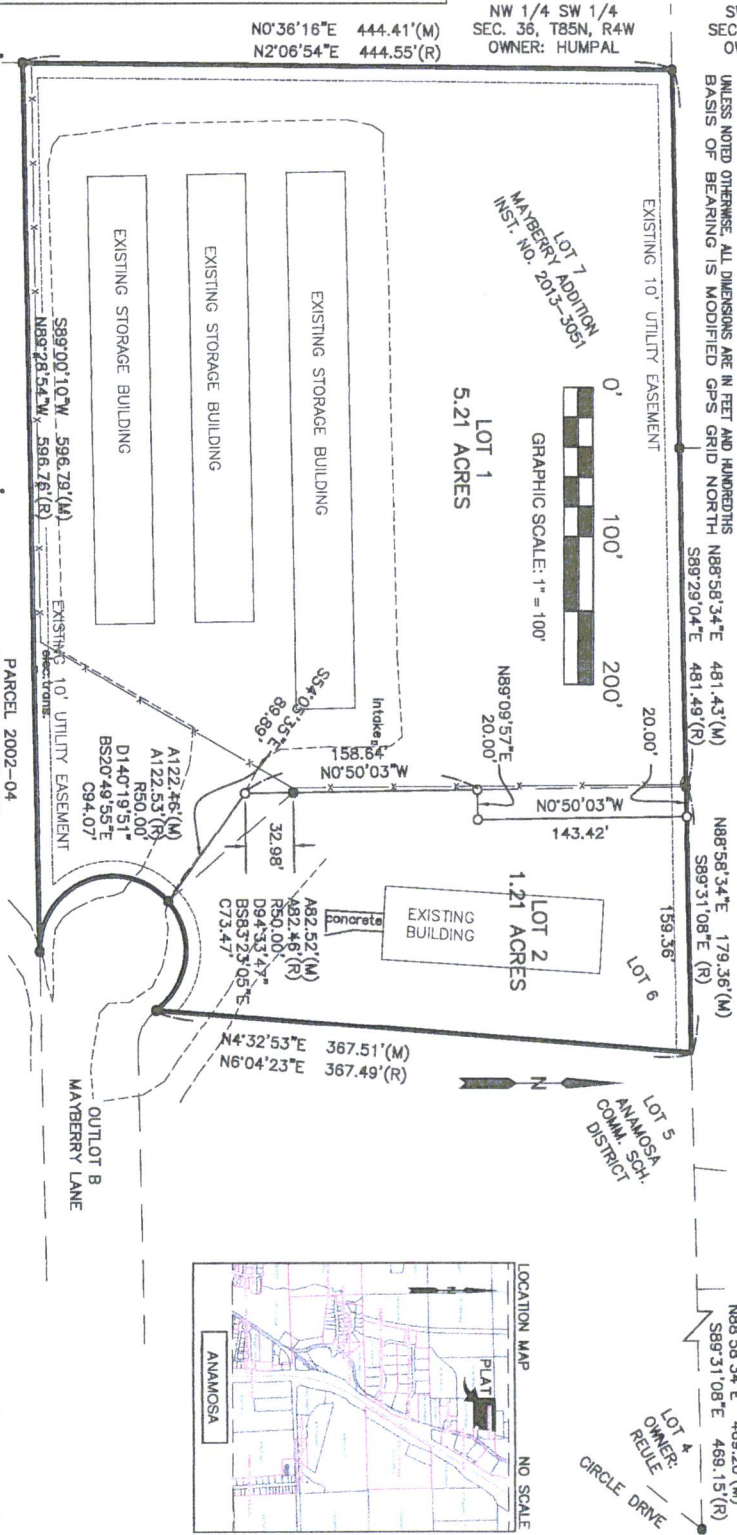 NW 1/4 SW 1/4
SEC. 36, T85N, R4W
OWNER: HUMPAL
N0°36'16"E 444.41'(M)
N2°06'54"E 444.55'(R)
UNLESS NOTED OTHERWISE, ALL DIMENSIONS ARE IN FEET AND HUNDREDTHS
BASIS OF BEARING IS MODIFIED GPS GRID NORTH
N88°58'34"E 481.43'(M)
S89°29'04"E 481.49'(R)
N88°58'34"E 179.36'(M)
S89°31'08"E (R)
S89°31'08"E 469.15'(R)
LOT 4
OWNER:
REULE
CIRCLE DRIVE
EXISTING 10' UTILITY EASEMENT
20.00'
159.36'
LOT 7
MAYBERRY ADDITION
INST. NO. 2013-3051
0' 100' 200'
GRAPHIC SCALE: 1" = 100'
LOT 1
5.21 ACRES
N89°09'57"E
20.00'
N0°50'03"W
143.42'
LOT 6
LOT 2
1.21 ACRES
EXISTING
BUILDING
concrete
LOT 5
ANAMOSA
COMM. SCH.
DISTRICT
N
EXISTING STORAGE BUILDING
EXISTING STORAGE BUILDING
EXISTING STORAGE BUILDING
Intake
158.64'
N0°50'03"W
32.98'
S54°05'35"E
89.89'
A122.46'(M)
A122.53'(R)
R50.00'
D140°19'51"
BS20°49'55"E
C94.07'
A82.52'(M)
A82.46'(R)
R50.00'
D94°33'47"
BS83°23'05"E
C73.47'
N4°32'53"E 367.51'(M)
N6°04'23"E 367.49'(R)
S89°00'10"W 596.79'(M)
N89°28'54"W 596.76'(R)
EXISTING 10' UTILITY EASEMENT
elec.trans.
PARCEL 2002-04
OUTLOT B
MAYBERRY LANE
LOCATION MAP NO SCALE
PLAT
N
ANAMOSA